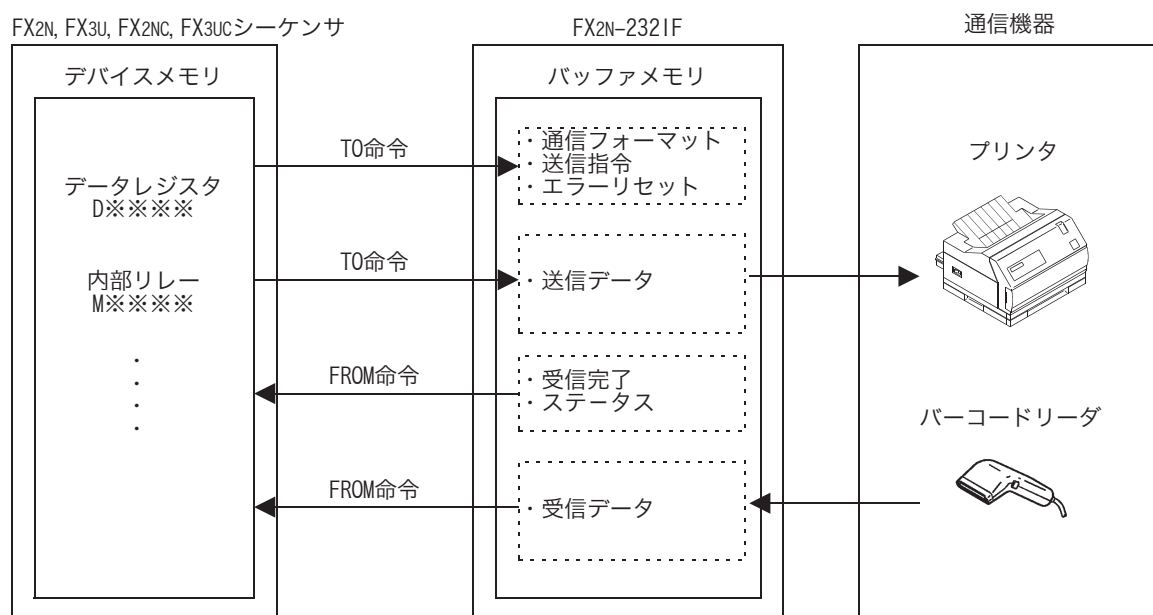 FX2N, FX3U, FX2NC, FX3UCシーケンサ
FX2N-232IF
通信機器
デバイスメモリ
バッファメモリ
TO命令
・通信フォーマット
・送信指令
・エラーリセット
プリンタ
データレジスタ
D※※※※
TO命令
・送信データ
内部リレー
M※※※※
・
・
・
・
FROM命令
・受信完了
・ステータス
バーコードリーダ
FROM命令
・受信データ